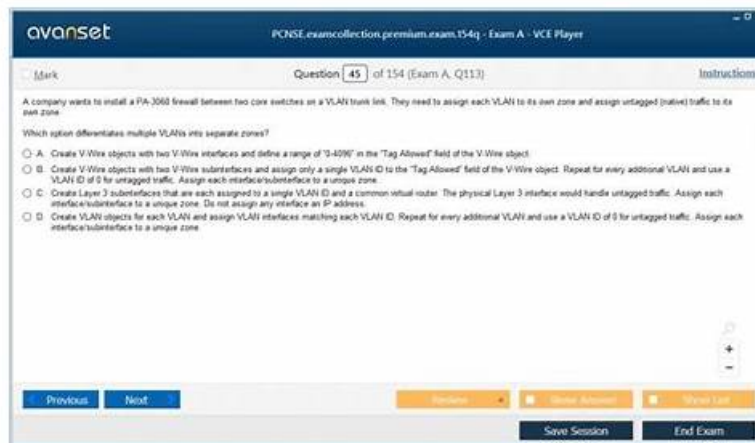 avanset
PCNSE.examcollection.premium.exam.154q - Exam A - VCE Player
Mark
Question 45 of 154 (Exam A, Q113)
Instructions
A company wants to install a PA-3060 firewall between two core switches on a VLAN trunk link. They need to assign each VLAN to its own zone and assign untagged (native) traffic to its
own zone.
Which option differentiates multiple VLANs into separate zones?
A. Create V-Wire objects with two V-Wire interfaces and define a range of "0-4096" in the "Tag Allowed" field of the V-Wire object.
B. Create V-Wire objects with two V-Wire subinterfaces and assign only a single VLAN ID to the "Tag Allowed" field of the V-Wire object. Repeat for every additional VLAN and use a
VLAN ID of 0 for untagged traffic. Assign each interface/subinterface to a unique zone.
C. Create Layer 3 subinterfaces that are each assigned to a single VLAN ID and a common virtual router. The physical Layer 3 interface would handle untagged traffic. Assign each
interface/subinterface to a unique zone. Do not assign any interface an IP address.
D. Create VLAN objects for each VLAN and assign VLAN interfaces matching each VLAN ID. Repeat for every additional VLAN and use a VLAN ID of 0 for untagged traffic. Assign each
interface/subinterface to a unique zone.
Previous
Next
Review
Show Answer
Show List
Save Session
End Exam